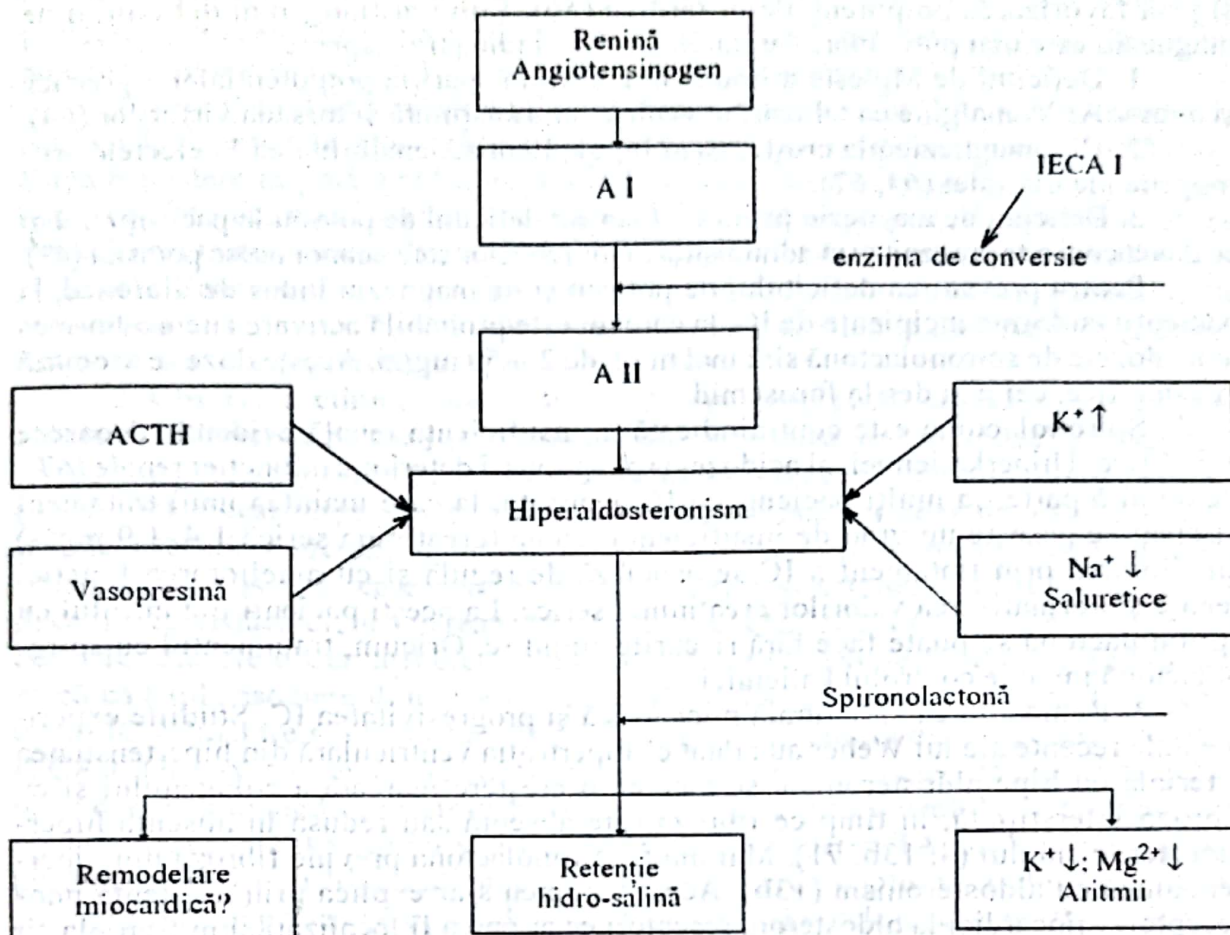 Renină
Angiotensinogen
A I
IECA I
enzima de conversie
A II
ACTH
K⁺ ↑
Hiperaldosteronism
Vasopresină
Na⁺ ↓
Saluretice
Spironolactonă
Remodelare
miocardică”
Retenție
hidro-salină
K⁺ ↓; Mg²⁺ ↓
Aritmii